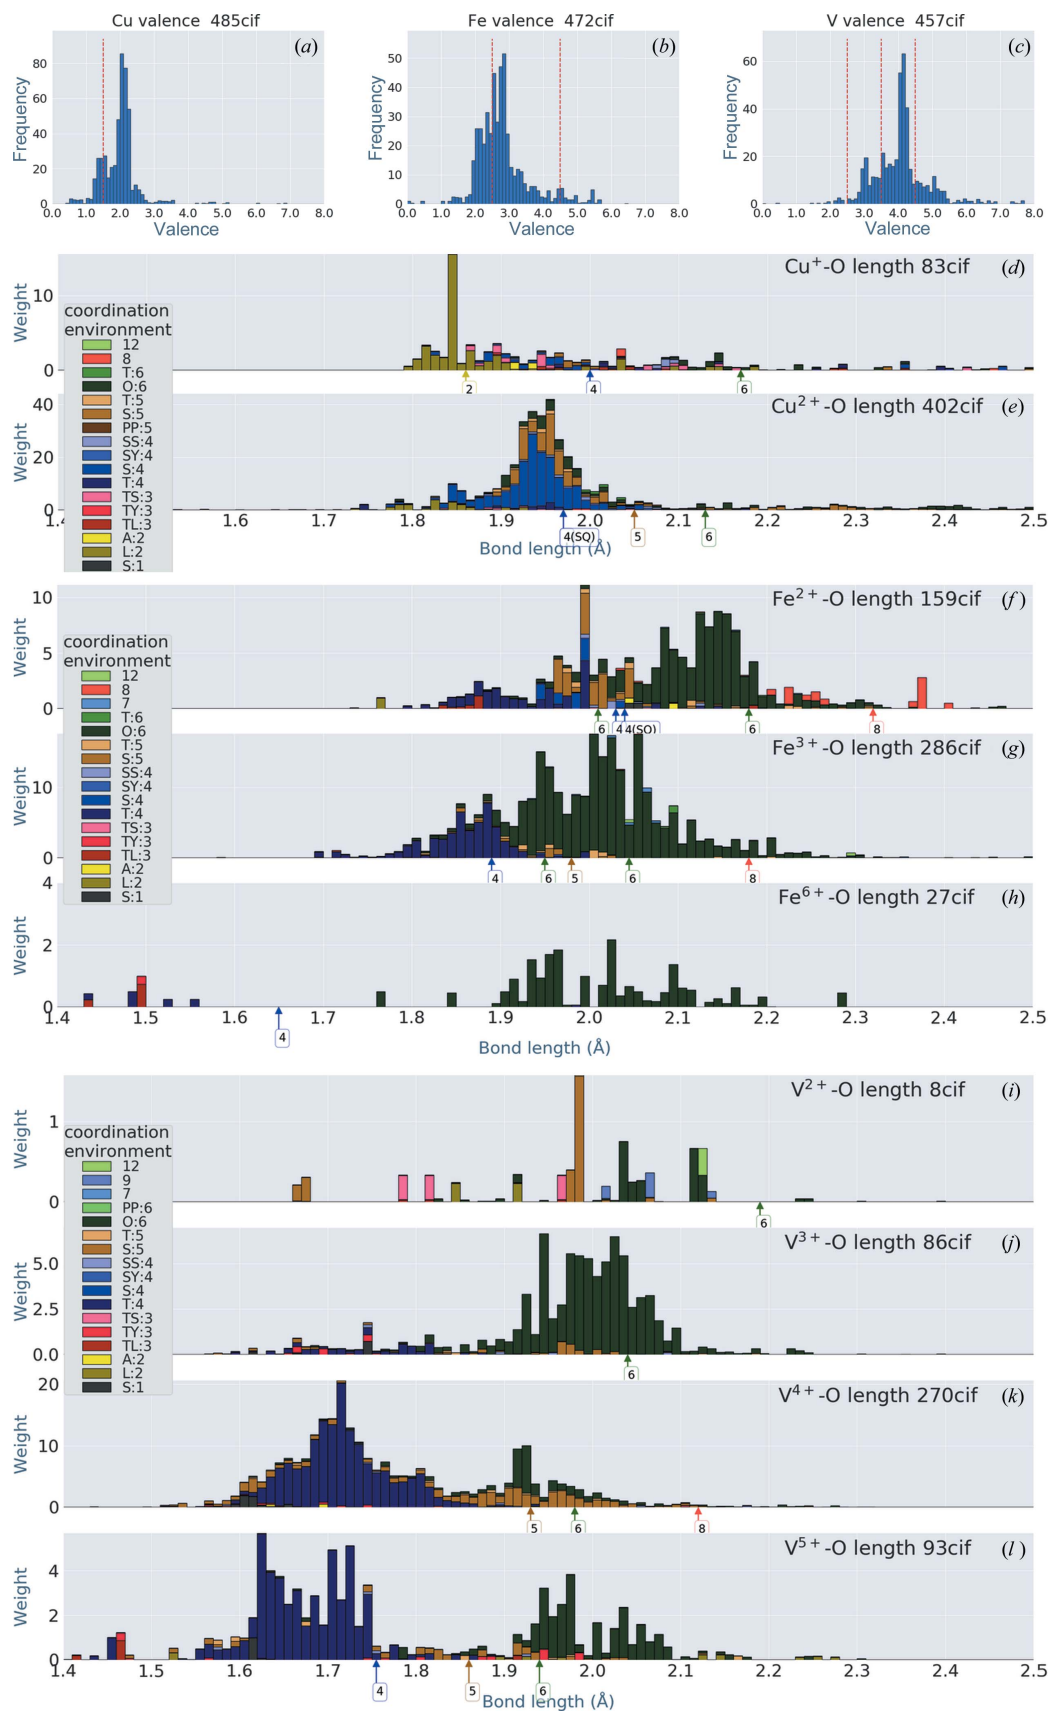 Cu valence 485cif
Fe valence 472cif
V valence 457cif
(a)
(b)
(c)
Frequency
80
60
40
20
0
0.0 1.0 2.0 3.0 4.0 5.0 6.0 7.0 8.0
Valence
Frequency
50
40
30
20
10
0
0.0 1.0 2.0 3.0 4.0 5.0 6.0 7.0 8.0
Valence
Frequency
60
40
20
0
0.0 1.0 2.0 3.0 4.0 5.0 6.0 7.0 8.0
Valence
Cu⁺-O length 83cif (d)
Weight
10
0
2 4 6
Cu²⁺-O length 402cif (e)
Weight
40
20
0
coordination
environment
12
8
T:6
O:6
T:5
S:5
PP:5
SS:4
SY:4
S:4
T:4
TS:3
TY:3
TL:3
A:2
L:2
S:1
1.4 1.6 1.7 1.8 1.9 2.0 2.1 2.2 2.3 2.4 2.5
4(SQ) 5 6
Bond length (Å)
Fe²⁺-O length 159cif (f)
Weight
10
5
0
6 4 4(SQ) 6 8
coordination
environment
12
8
7
T:6
O:6
T:5
S:5
SS:4
SY:4
S:4
T:4
TS:3
TY:3
TL:3
A:2
L:2
S:1
Fe³⁺-O length 286cif (g)
Weight
10
0
4 6 5 6 8
Fe⁶⁺-O length 27cif (h)
Weight
4
2
0
1.4 1.5 1.6 1.7 1.8 1.9 2.0 2.1 2.2 2.3 2.4 2.5
4
Bond length (Å)
V²⁺-O length 8cif (i)
Weight
1
0
6
coordination
environment
12
9
7
PP:6
O:6
T:5
S:5
SS:4
SY:4
S:4
T:4
TS:3
TY:3
TL:3
A:2
L:2
S:1
V³⁺-O length 86cif (j)
Weight
5.0
2.5
0.0
6
V⁴⁺-O length 270cif (k)
Weight
20
10
0
5 6 8
V⁵⁺-O length 93cif (l)
Weight
4
2
0
1.4 1.5 1.6 1.7 1.8 1.9 2.0 2.1 2.2 2.3 2.4 2.5
4 5 6
Bond length (Å)